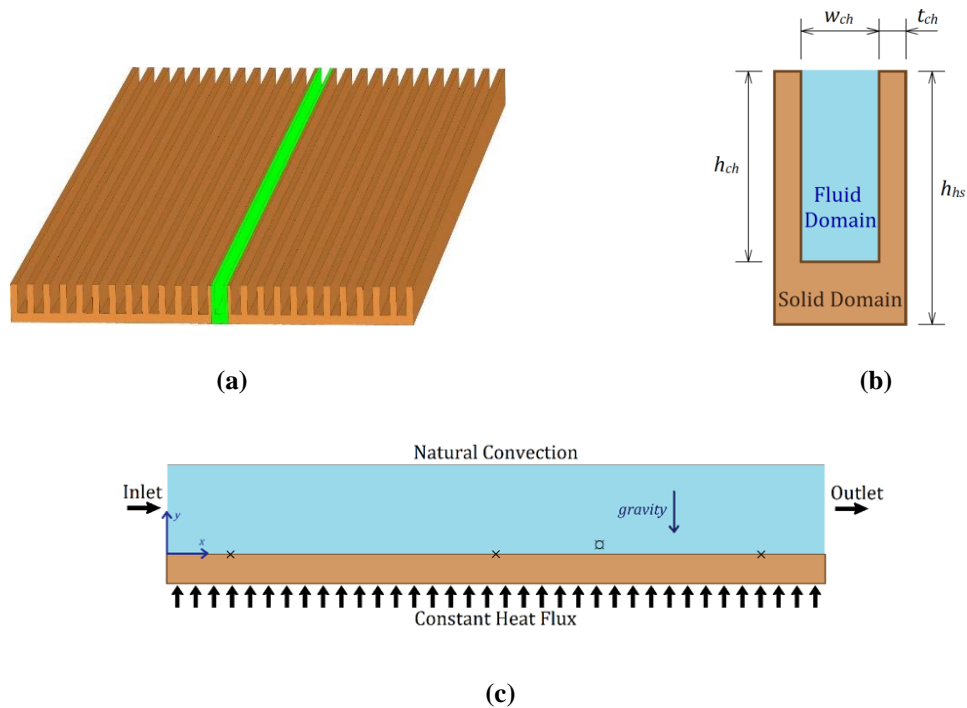 w_ch
t_ch
h_ch
h_hs
Fluid
Domain
Solid Domain
(a)
(b)
Natural Convection
Inlet
Outlet
gravity
y
x
Constant Heat Flux
(c)